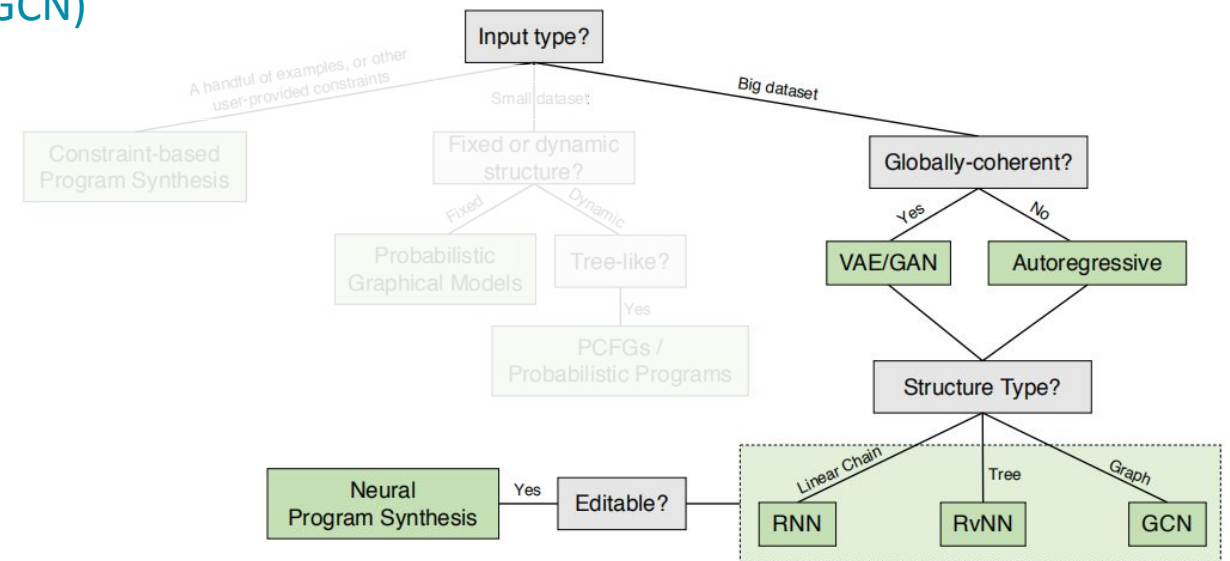 GCN)
Input type?
A handful of examples, or other
user-provided constraints
Small dataset:
Big dataset
Constraint-based
Program Synthesis
Fixed or dynamic
structure?
Globally-coherent?
Fixed
Dynamic
Yes
No
Probabilistic
Graphical Models
Tree-like?
VAE/GAN
Autoregressive
Yes
PCFGs /
Probabilistic Programs
Structure Type?
Linear Chain
Tree
Graph
Neural
Program Synthesis
Yes
Editable?
RNN
RvNN
GCN